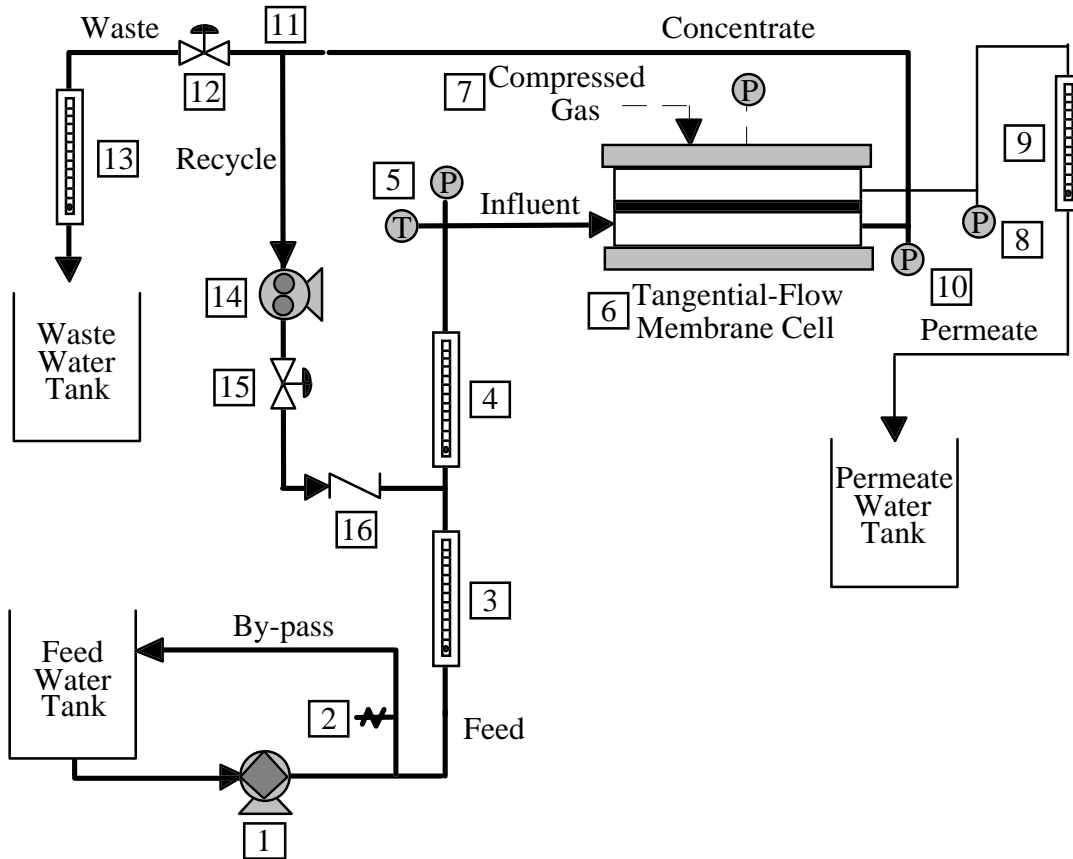 Waste
11
Concentrate
12
7
Compressed
Gas
P
13
Recycle
5
P
T
Influent
9
P
8
P
10
14
6
Tangential-Flow
Membrane Cell
Permeate
Waste
Water
Tank
15
4
16
Permeate
Water
Tank
3
By-pass
Feed
Water
Tank
2
Feed
1